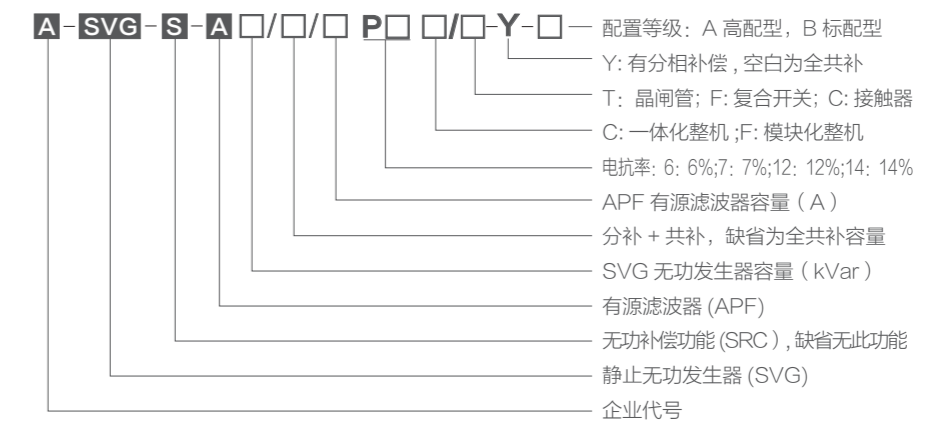 A-SVG-S-A□/□/□ P□ □/□-Y-□
配置等级：A 高配型，B 标配型
Y: 有分相补偿 , 空白为全共补
T：晶闸管；F: 复合开关；C: 接触器
C: 一体化整机 ;F: 模块化整机
电抗率：6：6%;7：7%;12：12%;14：14%
APF 有源滤波器容量（A）
分补 + 共补，缺省为全共补容量
SVG 无功发生器容量（kVar）
有源滤波器 (APF)
无功补偿功能 (SRC）, 缺省无此功能
静止无功发生器 (SVG)
企业代号